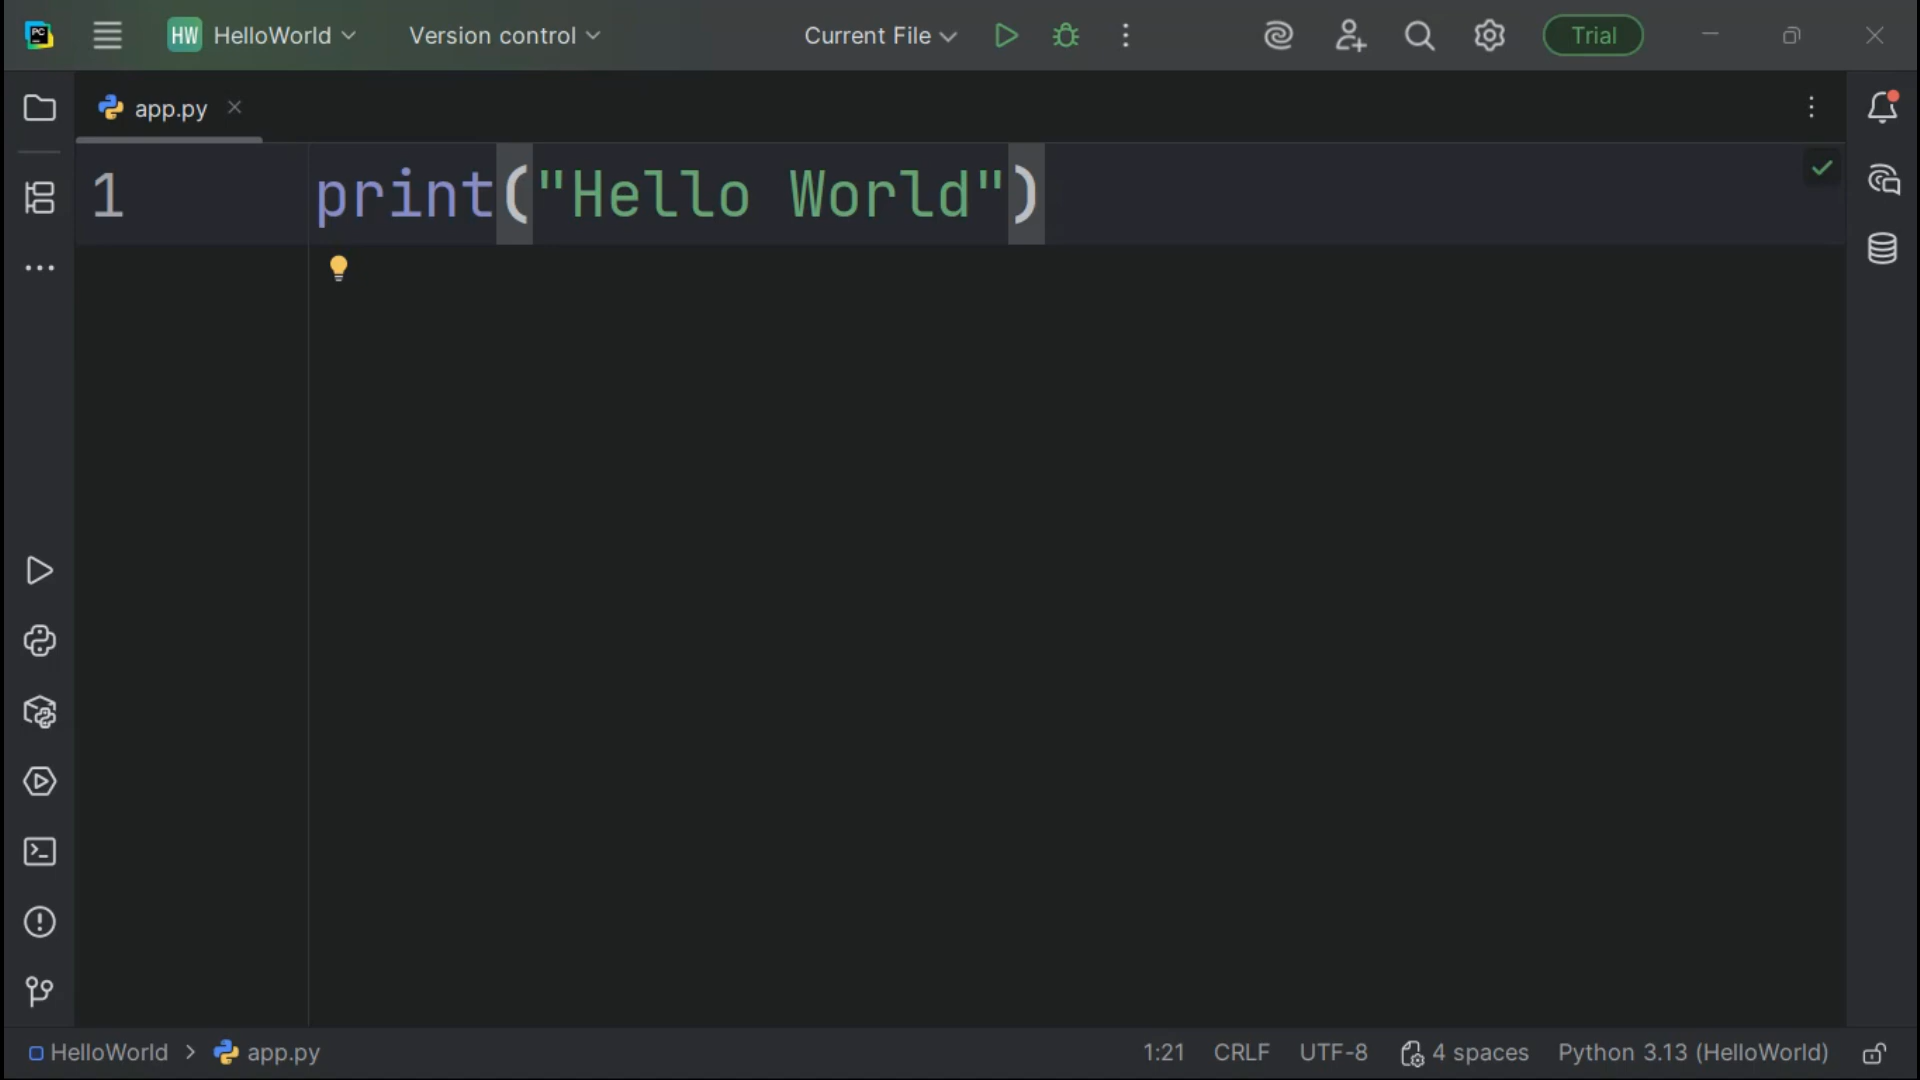 PC
HW HelloWorld
Version control
Current File
Trial
app.py
1 print("Hello World")
HelloWorld > app.py
1:21 CRLF UTF-8 4 spaces Python 3.13 (HelloWorld)